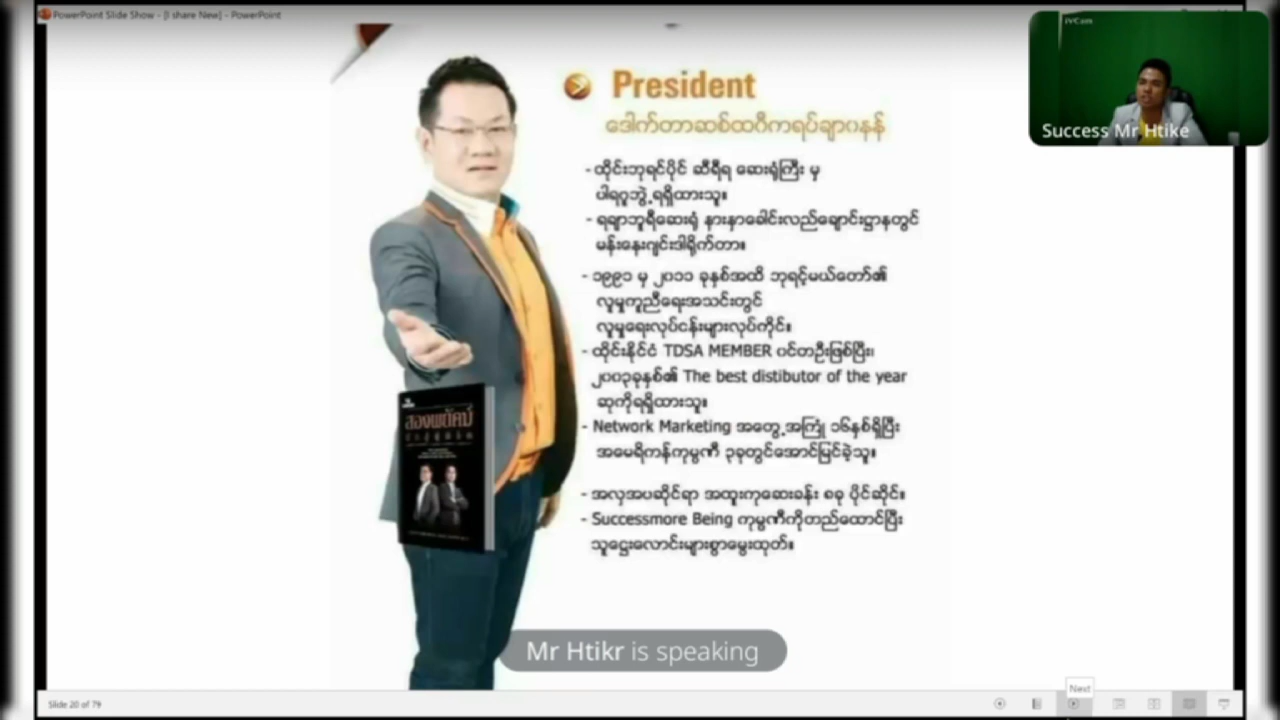 PowerPoint Slide Show - [I share New] - PowerPoint
iVCam
Success Mr Htike
President
ဒေါက်တာဆစ်ထဂီကရပ်ချာဂနန်
- ထိုင်းဘုရင်ပိုင် ဆီရီရ ဆေးရုံကြီး မှ
ပါရဂူဘွဲ့ရရှိထားသူ။
- ရချာဘူရီဆေးရုံ နားနှာခေါင်းလည်ချောင်းဌာနတွင်
မန်းနေးဂျင်းဒါရိုက်တာ။
- ၁၉၉၁ မှ ၂၀၁၁ ခုနှစ်အထိ ဘုရင့်မယ်တော်၏
လူမှုကူညီရေးအသင်းတွင်
လူမှုရေးလုပ်ငန်းများလုပ်ကိုင်။
- ထိုင်းနိုင်ငံ TDSA MEMBER ဝင်တဦးဖြစ်ပြီး၊
၂၀၀၃ခုနှစ်၏ The best distibutor of the year
ဆုကိုရရှိထားသူ။
- Network Marketing အတွေ့အကြုံ ၁၆နှစ်ရှိပြီး
အမေရိကန်ကုမ္ပဏီ ၃ခုတွင်အောင်မြင်ခဲ့သူ။
- အလှအပဆိုင်ရာ အထူးကုဆေးခန်း ၈ခု ပိုင်ဆိုင်။
- Successmore Being ကုမ္ပဏီကိုတည်ထောင်ပြီး
သူဌေးလောင်းများစွာမွေးထုတ်။
Mr Htikr is speaking
Next
Slide 20 of 79